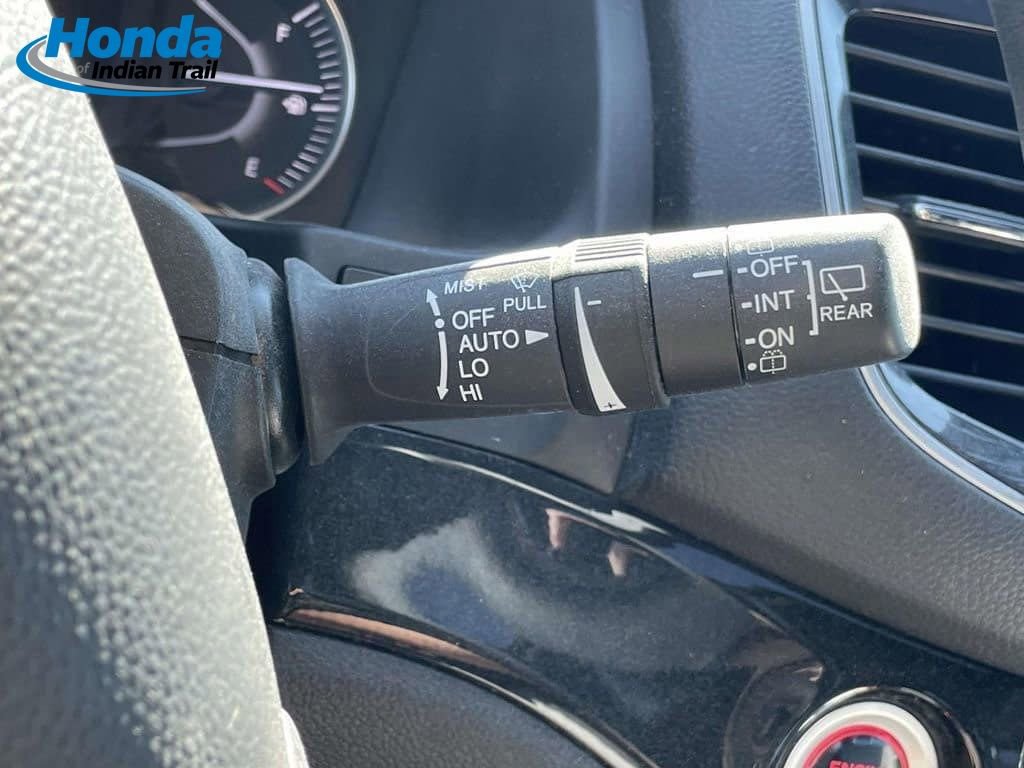 Honda
of Indian Trail
F
E
MIST
PULL
OFF
AUTO
LO
HI
-
+
OFF
INT
ON
REAR